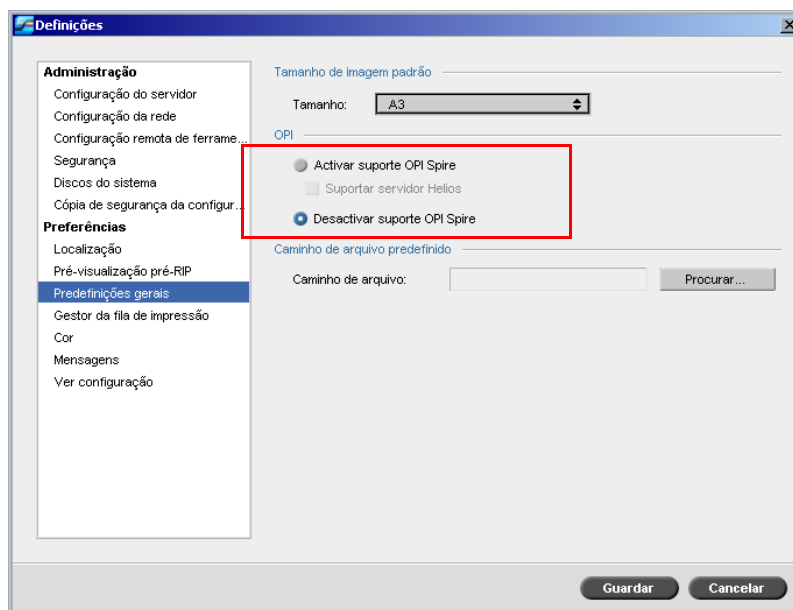 Definições
Administração
Configuração do servidor
Configuração da rede
Configuração remota de ferrame...
Segurança
Discos do sistema
Cópia de segurança da configur...
Preferências
Localização
Pré-visualização pré-RIP
Predefinições gerais
Gestor da fila de impressão
Cor
Mensagens
Ver configuração
Tamanho de imagem padrão
Tamanho: A3
OPI
Activar suporte OPI Spire
Suportar servidor Helios
Desactivar suporte OPI Spire
Caminho de arquivo predefinido
Caminho de arquivo: Procurar...
Guardar Cancelar